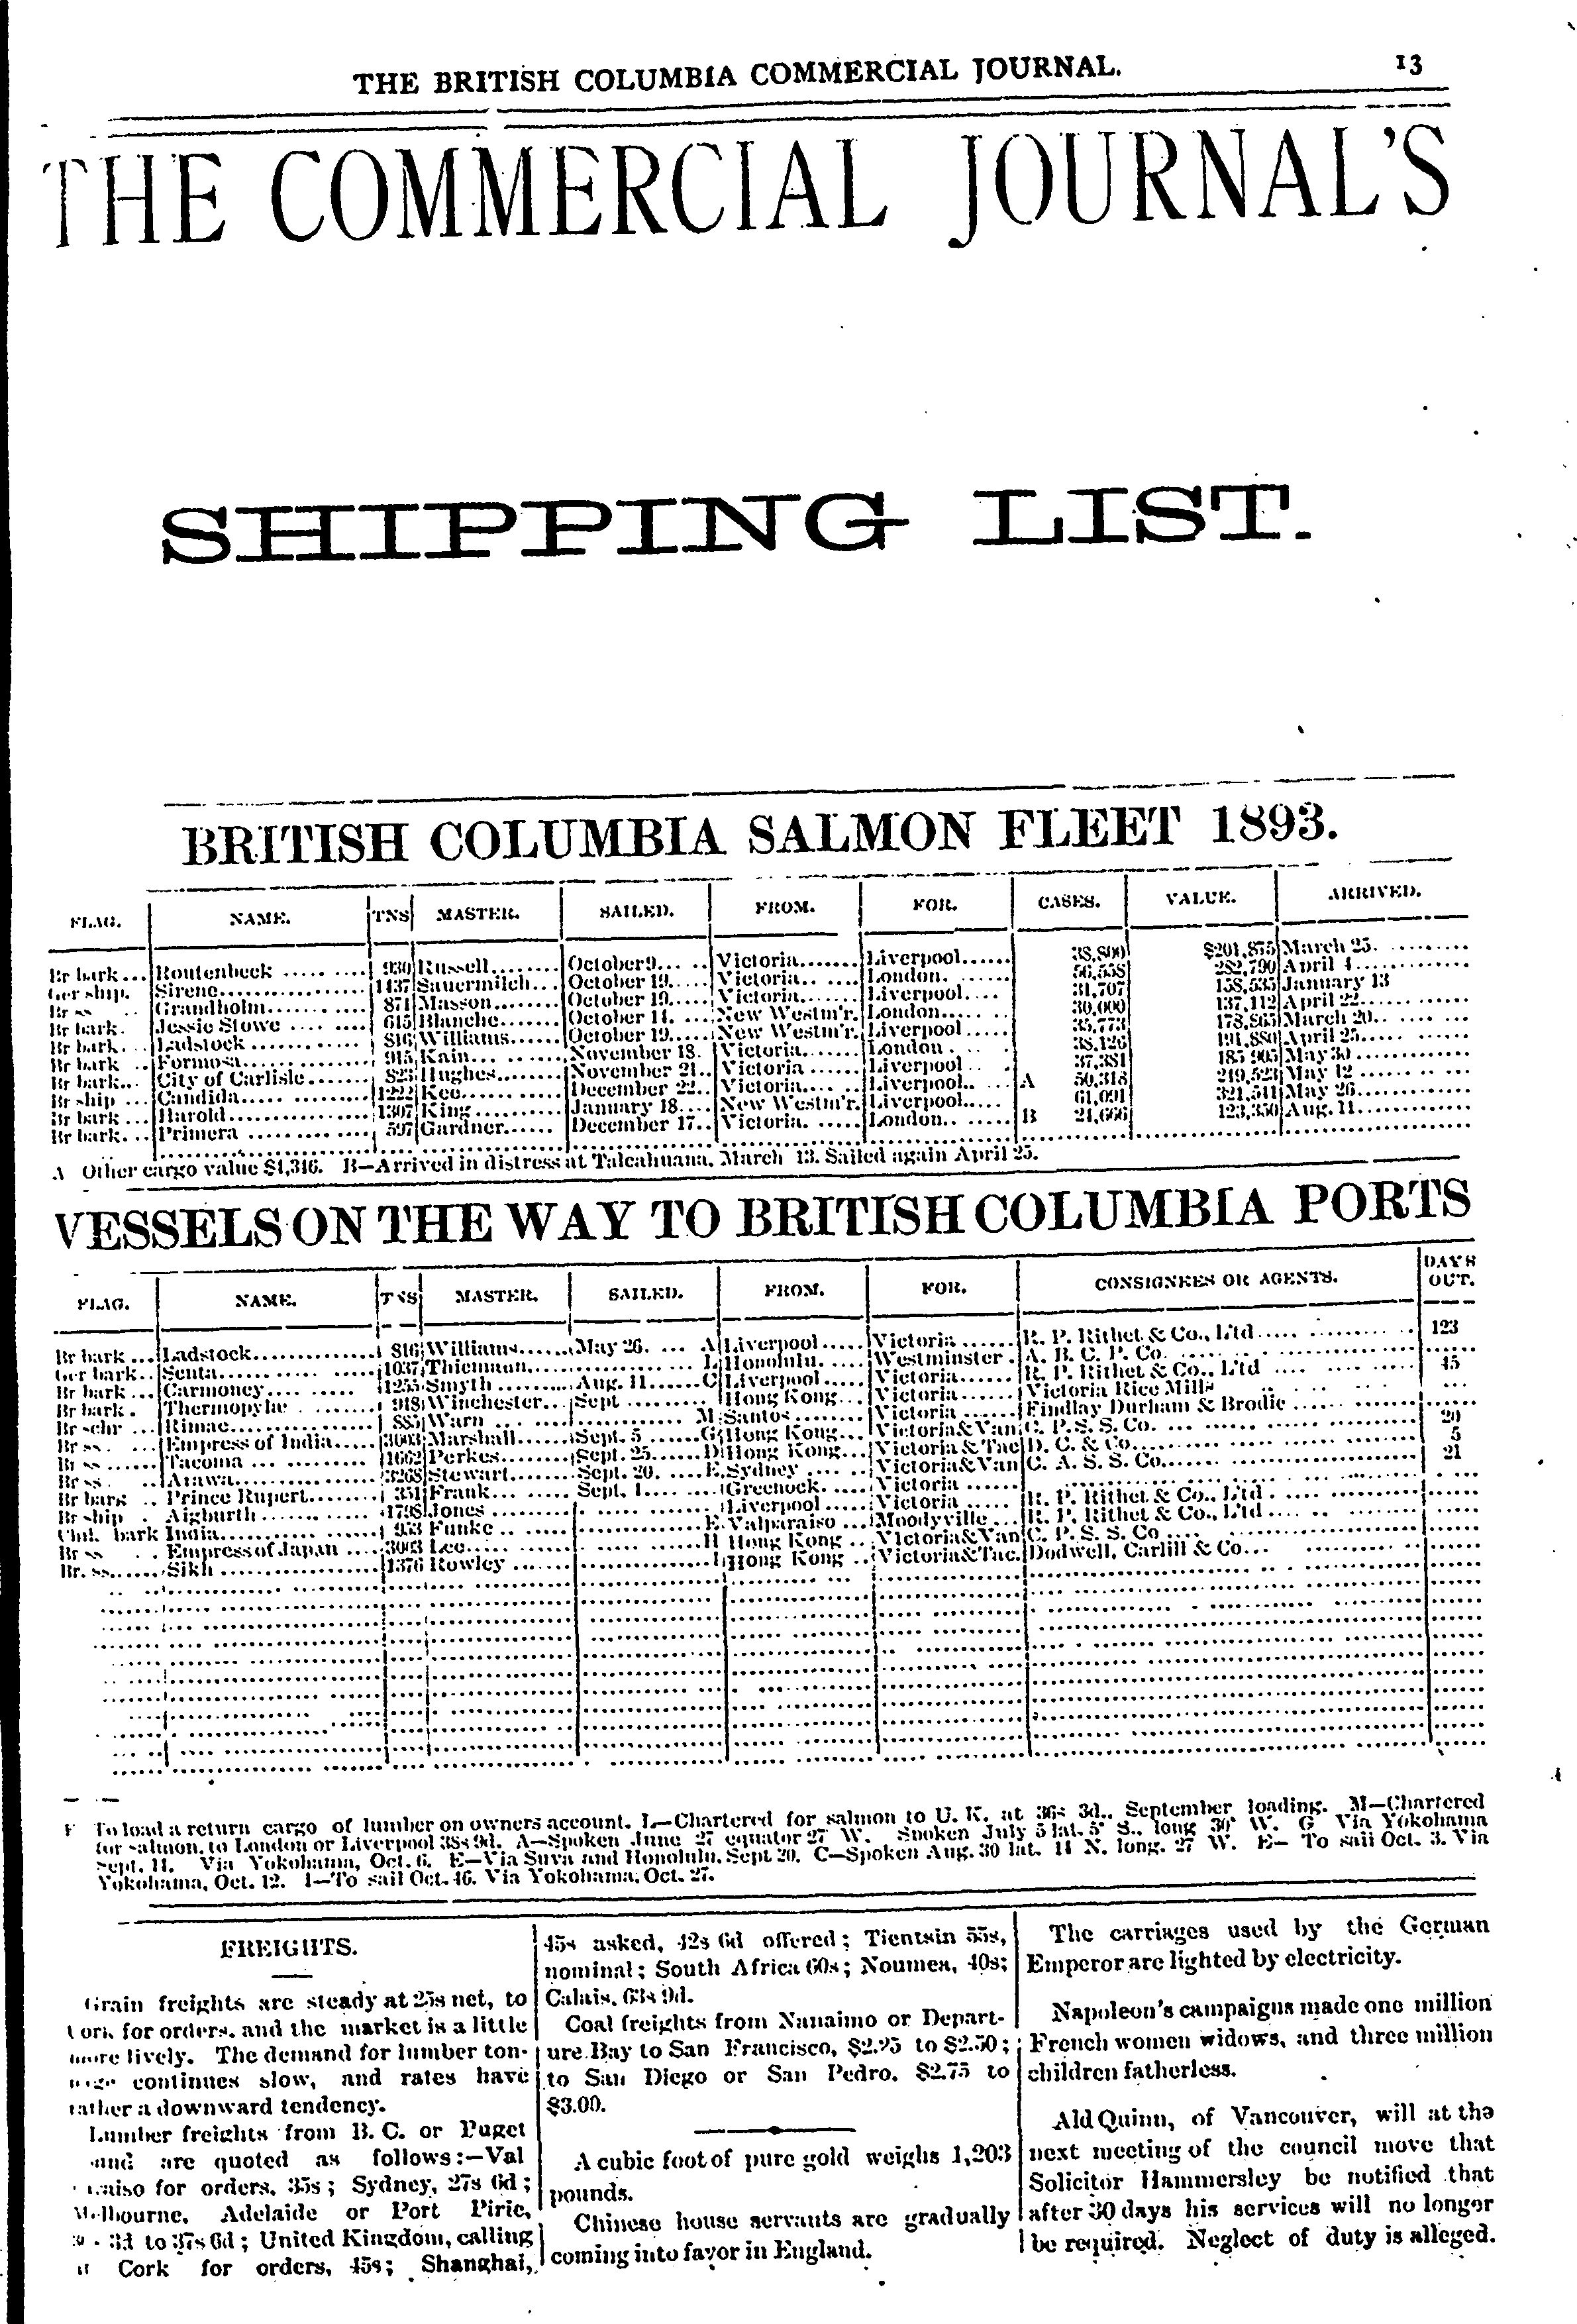 THE BRITISH COLUMBIA COMMERCIAL JOURNAL. 13
THE COMMERCIAL JOURNAL'S
SHIPPING LIST.
BRITISH COLUMBIA SALMON FLEET 1893.
FLAG. NAME. TNS MASTER. SAILED. FROM. FOR. CASES. VALUE. ARRIVED.
Br bark... Routenbeck 930 Russell October 9 Victoria Liverpool 38,890 $201,875 March 25
Ger ship. Sirene 1437 Sauermilch October 19 Victoria London 56,558 282,790 April 4
Br ss Grandholm 871 Masson October 19 Victoria Liverpool 31,707 158,535 January 13
Br bark. Jessie Stowe 615 Blanche October 14 New Westm'r. London 30,000 137,112 April 22
Br bark. Ladstock 816 Williams October 19 New Westm'r. Liverpool 35,773 178,865 March 20
Br bark Formosa 915 Kain November 18. Victoria London 38,126 191,880 April 25
Br bark... City of Carlisle 823 Hughes November 21 Victoria Liverpool 37,381 185 905 May 30
Br ship Candida 1222 Kee December 22 Victoria Liverpool A 50,318 249,523 May 12
Br bark Harold 1307 King January 18 New Westm'r. Liverpool 61,091 321,541 May 26
Br bark... Primera 597 Gardner December 17 Victoria. London B 24,666 123,330 Aug. 11
A Other cargo value $4,346. B—Arrived in distress at Talcahuana, March 13. Sailed again April 25.
VESSELS ON THE WAY TO BRITISH COLUMBIA PORTS
FLAG. NAME. TNS MASTER. SAILED. FROM. FOR. CONSIGNEES OR AGENTS. DAYS OUT.
Br bark Ladstock 816 Williams May 26. A Liverpool Victoria R. P. Rithet & Co., L'td 123
Ger bark Senta 1037 Thiemann L Honolulu Westminster A. B. C. P. Co.
Br bark Carmoney 1255 Smyth Aug. 11 C Liverpool Victoria R. P. Rithet & Co., L'td 45
Br bark. Thermopylae 948 Winchester Sept Hong Kong Victoria Victoria Rice Mills
Br schr Rimac 885 Warn M Santos Victoria Findlay Durham & Brodie
Br ss. Empress of India 3003 Marshall Sept. 5 G Hong Kong Victoria&Van C. P. S. S. Co. 20
Br ss Tacoma 1662 Perkes Sept. 25 D Hong Kong Victoria & Tac D. C. & Co. 5
Br ss Arawa 3268 Stewart Sept. 20. E Sydney Victoria&Van C. A. S. S. Co. 21
Br bark Prince Rupert 351 Frank Sept. 1 Greenock Victoria
Br ship Aigburth 1798 Jones Liverpool Victoria R. P. Rithet & Co., L'td
Chil. bark India 953 Funke Valparaiso Moodyville R. P. Rithet & Co., L'td
Br ss Empress of Japan 3003 Lee H Hong Kong Victoria&Van C. P. S. S. Co
Br. ss Sikh 1376 Rowley I Hong Kong Victoria&Tac. Dodwell, Carlill & Co
F To load a return cargo of lumber on owners account. L—Chartered for salmon to U. K. at 36s 3d., September loading. M—Chartered
for salmon, to London or Liverpool 38s 9d. A—Spoken June 27 equator 27 W. Spoken July 5 lat. 5 S., long 30 W. G Via Yokohama
Sept. 14. Via Yokohama, Oct. 6. E—Via Suva and Honolulu, Sept 20. C—Spoken Aug. 30 lat. 14 N. long. 27 W. E— To sail Oct. 3. Via
Yokohama, Oct. 12. I—To sail Oct. 16. Via Yokohama, Oct. 27.
FREIGHTS.
Grain freights are steady at 25s net, to
Cork for orders, and the market is a little
more lively. The demand for lumber ton-
nage continues slow, and rates have
rather a downward tendency.
Lumber freights from B. C. or Puget
Sound are quoted as follows:—Val
paraiso for orders, 35s; Sydney, 27s 6d;
Melbourne, Adelaide or Port Pirie,
3d to 37s 6d; United Kingdom, calling
at Cork for orders, 45s; Shanghai,
45s asked, 42s 6d offered; Tientsin 55s,
nominal; South Africa 60s; Noumea, 40s;
Calais, 63s 9d.
Coal freights from Nanaimo or Depart-
ure Bay to San Francisco, $2.25 to $2.50;
to San Diego or San Pedro, $2.75 to
$3.00.
A cubic foot of pure gold weighs 1,203
pounds.
Chinese house servants are gradually
coming into favor in England.
The carriages used by the German
Emperor are lighted by electricity.
Napoleon's campaigns made one million
French women widows, and three million
children fatherless.
Ald Quinn, of Vancouver, will at the
next meeting of the council move that
Solicitor Hammersley be notified that
after 30 days his services will no longer
be required. Neglect of duty is alleged.